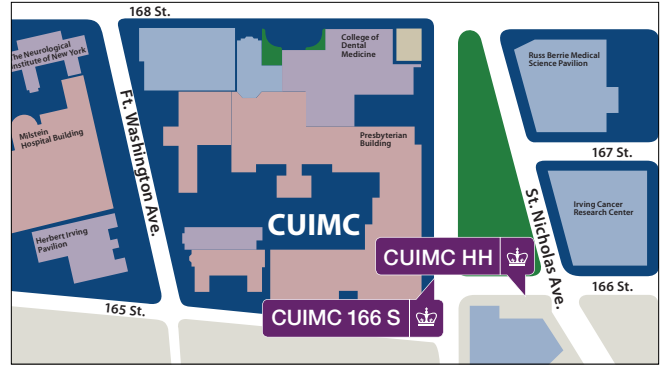 168 St.
The Neurological
Institute of New York
College of
Dental
Medicine
Russ Berrie Medical
Science Pavilion
Ft. Washington Ave.
Milstein
Hospital Building
Presbyterian
Building
167 St.
St. Nicholas Ave.
Irving Cancer
Research Center
CUIMC
Herbert Irving
Pavilion
CUIMC HH
166 St.
165 St.
CUIMC 166 S